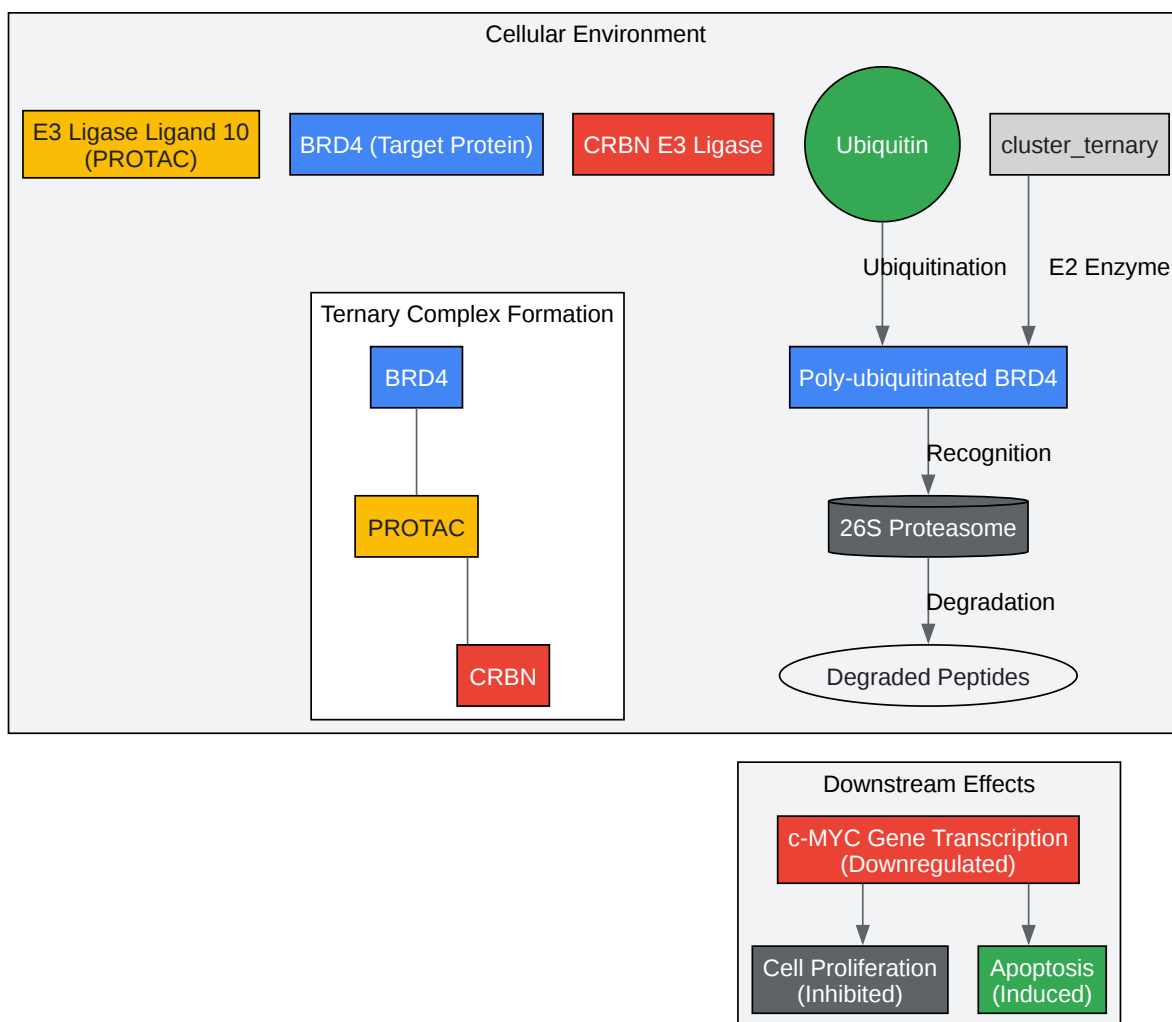 Cellular Environment
E3 Ligase Ligand 10
(PROTAC)
BRD4 (Target Protein)
CRBN E3 Ligase
Ubiquitin
cluster_ternary
Ubiquitination
E2 Enzyme
Ternary Complex Formation
BRD4
Poly-ubiquitinated BRD4
Recognition
PROTAC
26S Proteasome
Degradation
CRBN
Degraded Peptides
Downstream Effects
c-MYC Gene Transcription
(Downregulated)
Cell Proliferation
(Inhibited)
Apoptosis
(Induced)